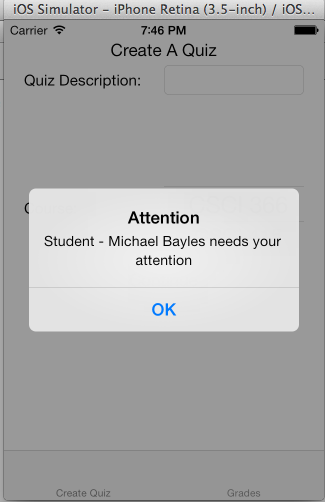 iOS Simulator - iPhone Retina (3.5-inch) / iOS...
Carrier 7:46 PM
Create A Quiz
Quiz Description:
Attention
Student - Michael Bayles needs your
attention
OK
Create Quiz Grades